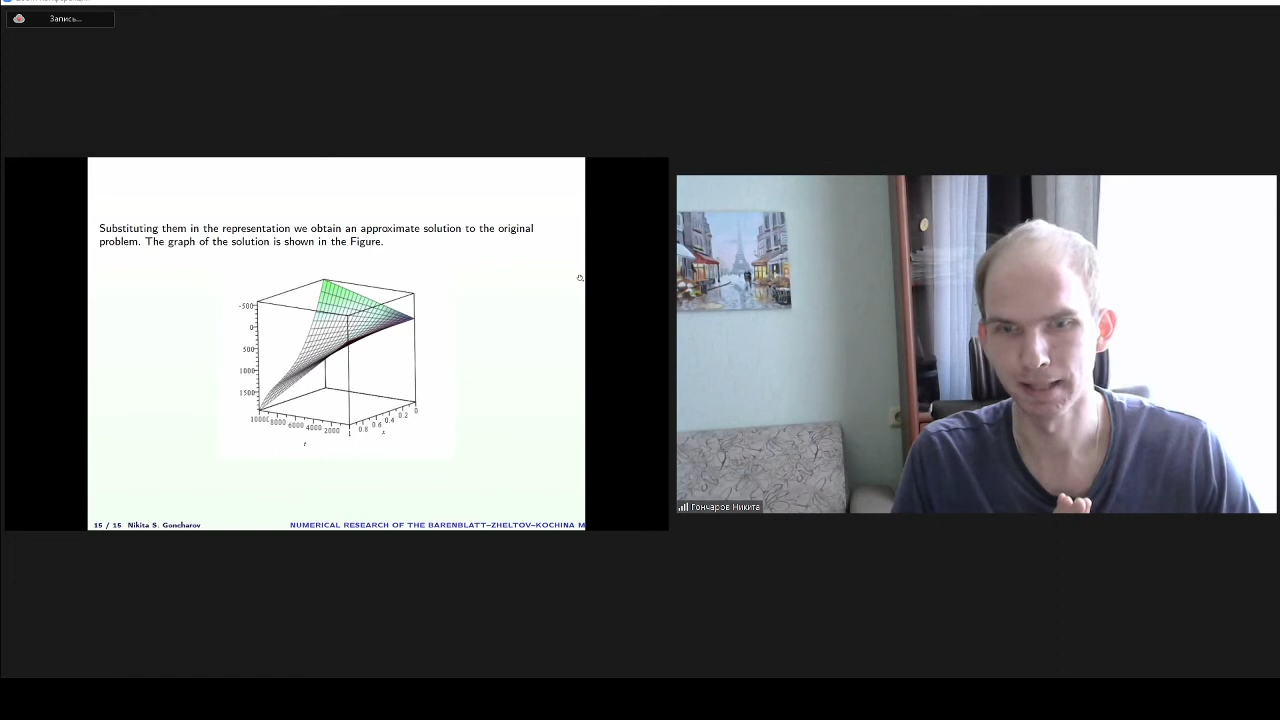 Запись...
Substituting them in the representation we obtain an approximate solution to the original
problem. The graph of the solution is shown in the Figure.
-500
0
500
1000
1500
10000 8000 6000 4000 2000
t
1 0.8 0.6 0.4 0.2 0
x
15 / 15 Nikita S. Goncharov
NUMERICAL RESEARCH OF THE BARENBLATT–ZHELTOV–KOCHINA M
Гончаров Никита